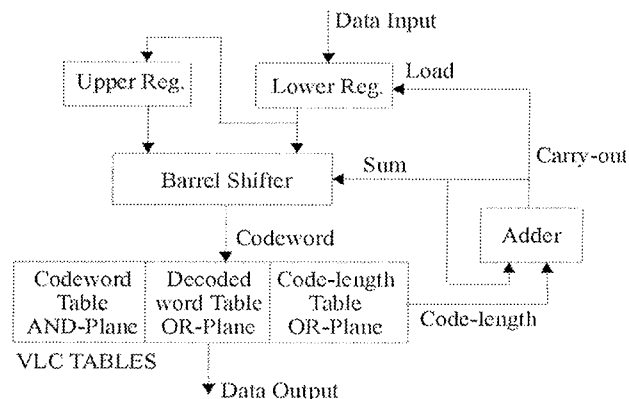 Data Input
Upper Reg.
Lower Reg.
Load
Carry-out
Barrel Shifter
Sum
Adder
Codeword
Codeword
Table
AND-Plane
Decoded
word Table
OR-Plane
Code-length
Table
OR-Plane
Code-length
VLC TABLES
Data Output